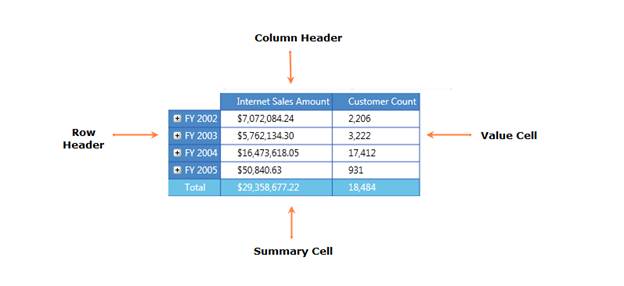 Column Header
Internet Sales Amount Customer Count
FY 2002 $7,072,084.24 2,206
FY 2003 $5,762,134.30 3,222
FY 2004 $16,473,618.05 17,412
FY 2005 $50,840.63 931
Total $29,358,677.22 18,484
Row
Header
Value Cell
Summary Cell